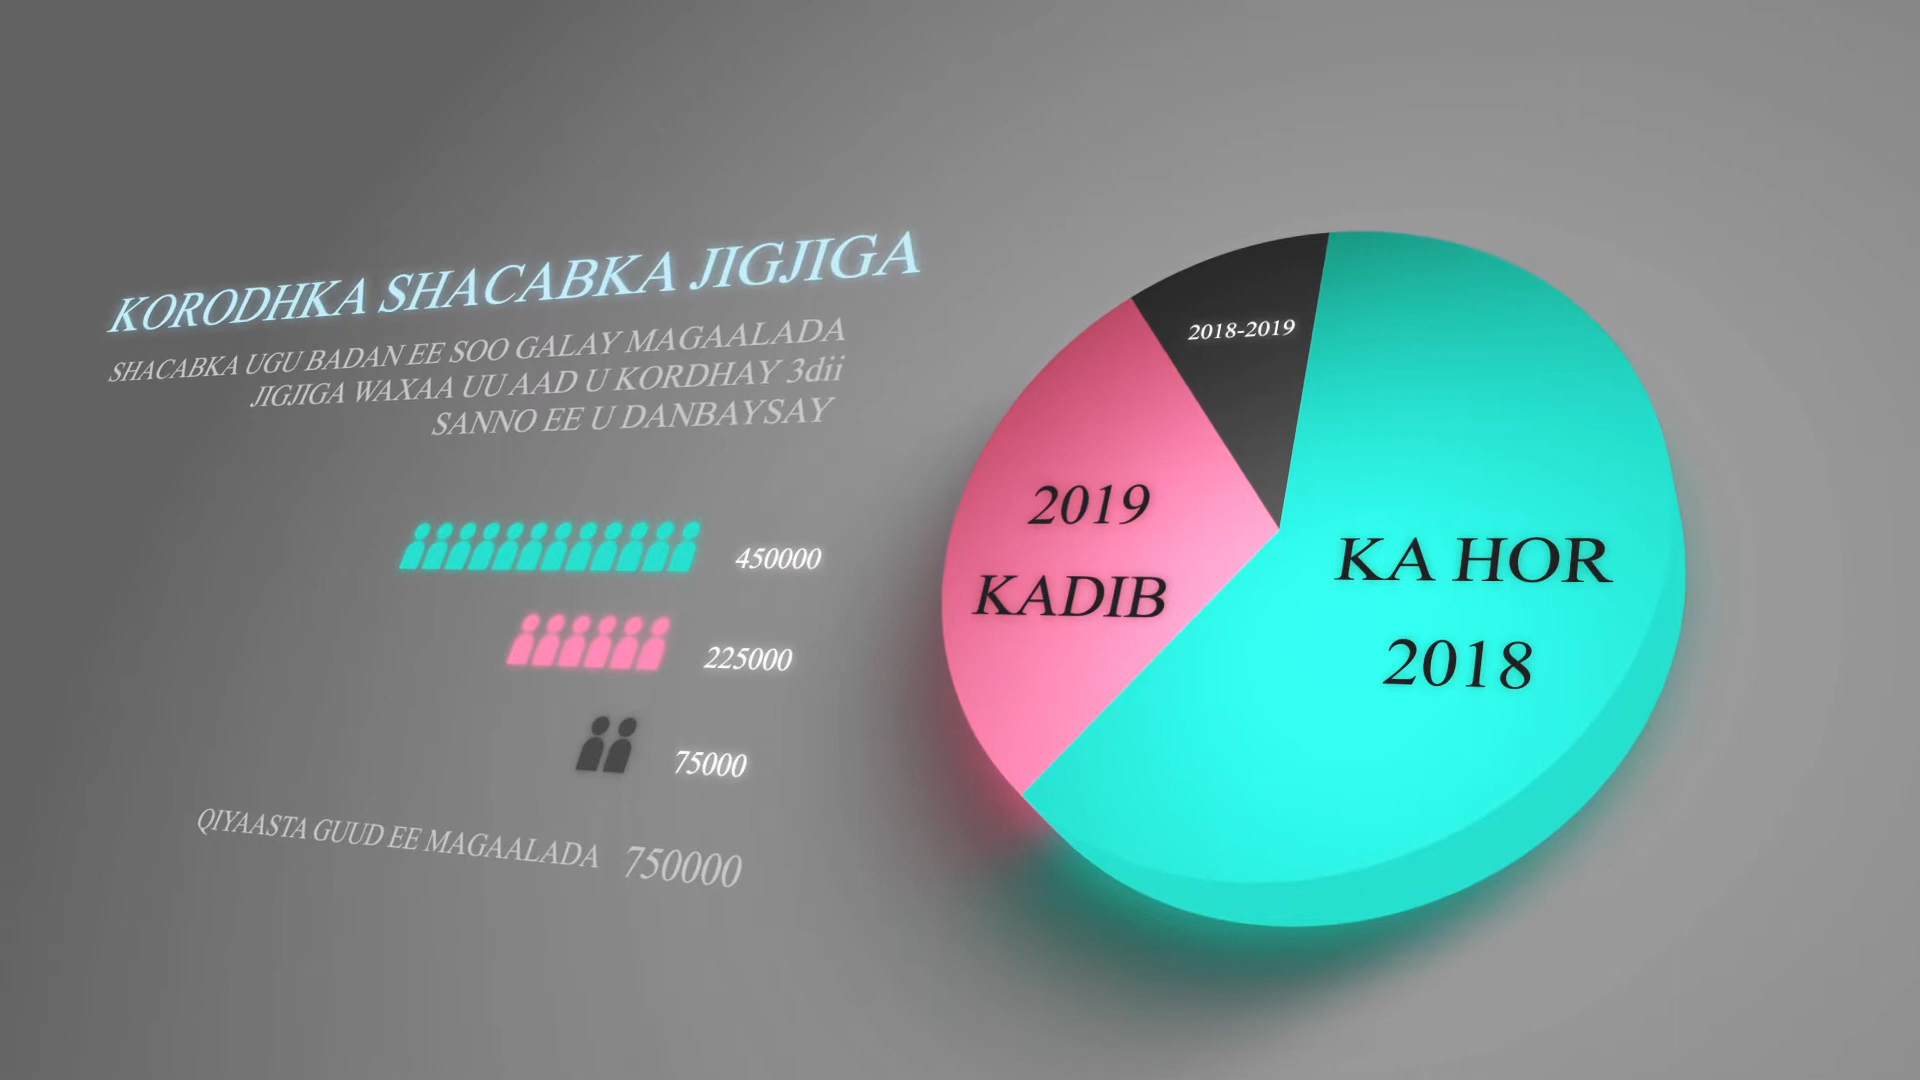 KORODHKA SHACABKA JIGJIGA
SHACABKA UGU BADAN EE SOO GALAY MAGAALADA
JIGJIGA WAXAA UU AAD U KORDHAY 3dii
SANNO EE U DANBAYSAY
450000
225000
75000
QIYAASTA GUUD EE MAGAALADA 750000
2018-2019
2019
KADIB
KA HOR
2018